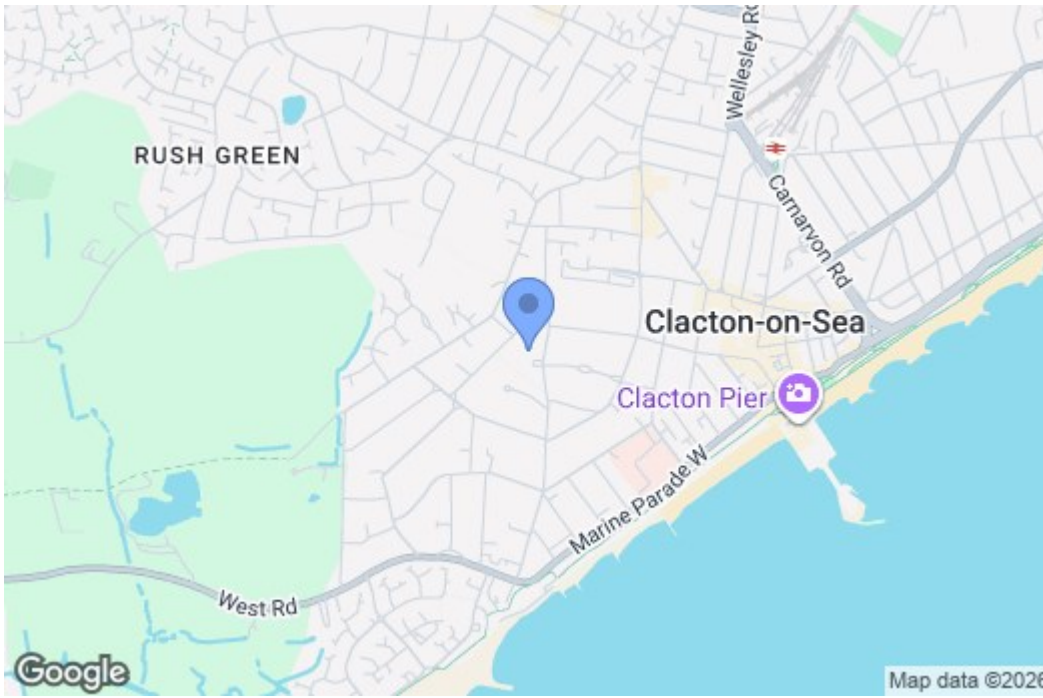 Wellesley Rd
RUSH GREEN
Carnarvon Rd
Clacton-on-Sea
Clacton Pier
Marine Parade W
West Rd
Google
Map data ©2026